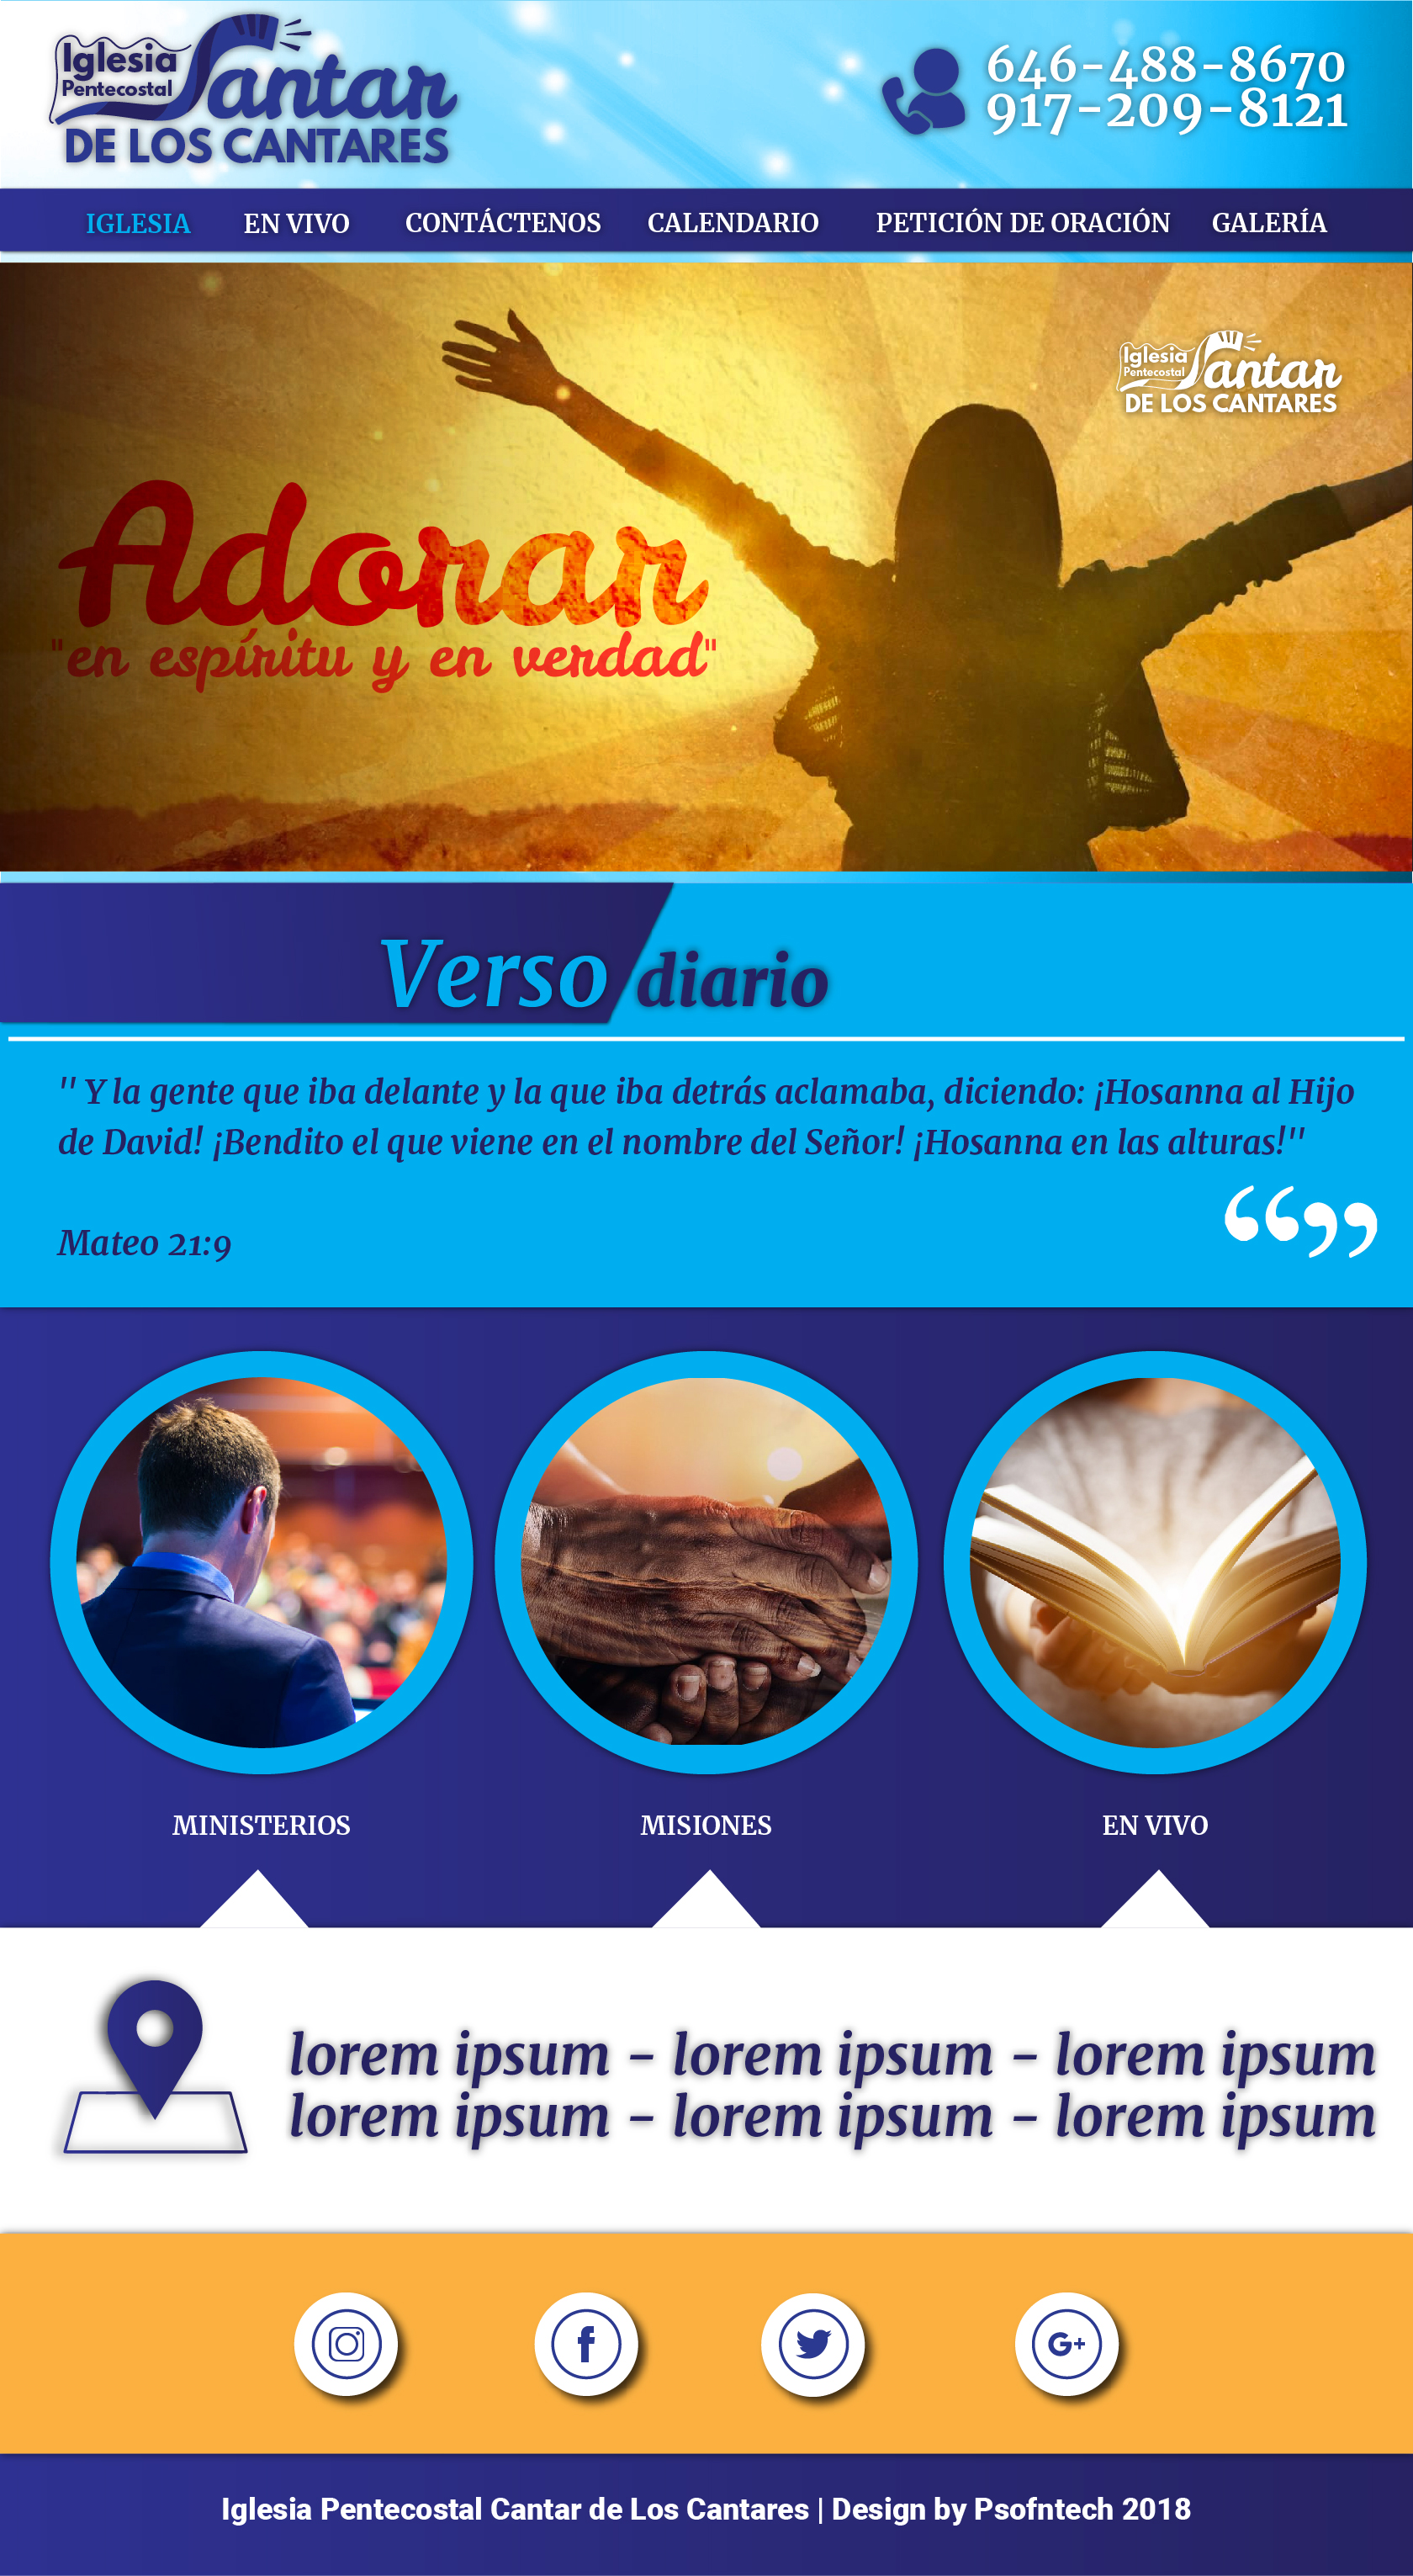 Iglesia
Pentecostal
Cantar
DE LOS CANTARES
646-488-8670
917-209-8121
IGLESIA EN VIVO CONTÁCTENOS CALENDARIO PETICIÓN DE ORACIÓN GALERÍA
Iglesia
Pentecostal
Cantar
DE LOS CANTARES
Adorar
"en espíritu y en verdad"
Verso diario
" Y la gente que iba delante y la que iba detrás aclamaba, diciendo: ¡Hosanna al Hijo
de David! ¡Bendito el que viene en el nombre del Señor! ¡Hosanna en las alturas!"
Mateo 21:9
“”
MINISTERIOS MISIONES EN VIVO
lorem ipsum - lorem ipsum - lorem ipsum
lorem ipsum - lorem ipsum - lorem ipsum
f G+
Iglesia Pentecostal Cantar de Los Cantares | Design by Psofntech 2018